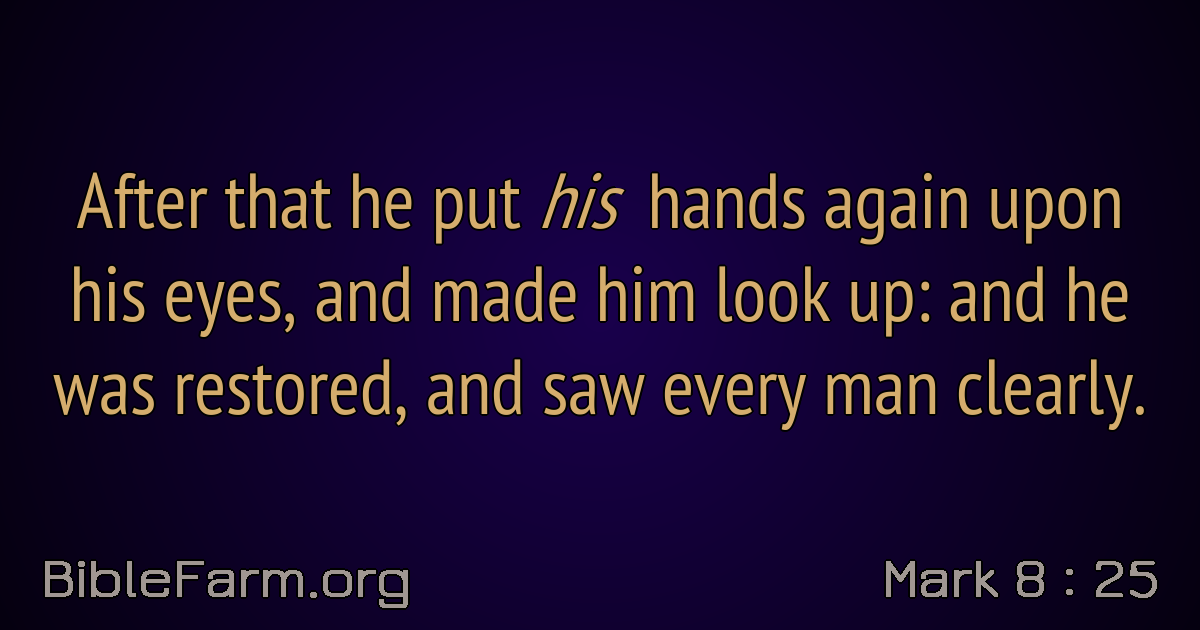 After that he put his hands again upon
his eyes, and made him look up: and he
was restored, and saw every man clearly.
BibleFarm.org
Mark 8 : 25